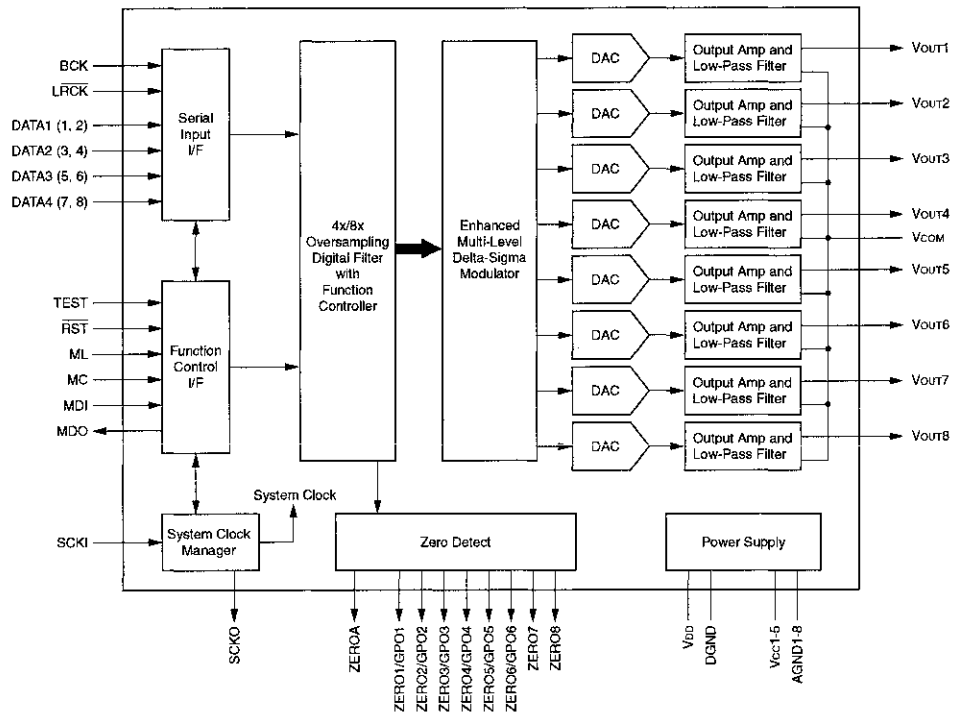 BCK
LRCK
DATA1 (1, 2)
DATA2 (3, 4)
DATA3 (5, 6)
DATA4 (7, 8)
Serial
Input
I/F
TEST
RST
ML
MC
MDI
MDO
Function
Control
I/F
SCKI
System Clock
Manager
System Clock
SCKO
4x/8x
Oversampling
Digital Filter
with
Function
Controller
Enhanced
Multi-Level
Delta-Sigma
Modulator
DAC
Output Amp and
Low-Pass Filter
VOUT1
DAC
Output Amp and
Low-Pass Filter
VOUT2
DAC
Output Amp and
Low-Pass Filter
VOUT3
DAC
Output Amp and
Low-Pass Filter
VOUT4
VCOM
DAC
Output Amp and
Low-Pass Filter
VOUT5
DAC
Output Amp and
Low-Pass Filter
VOUT6
DAC
Output Amp and
Low-Pass Filter
VOUT7
DAC
Output Amp and
Low-Pass Filter
VOUT8
Zero Detect
ZEROA
ZERO1/GPO1
ZERO2/GPO2
ZERO3/GPO3
ZERO4/GPO4
ZERO5/GPO5
ZERO6/GPO6
ZERO7
ZERO8
Power Supply
VDD
DGND
VCC1-5
AGND1-8